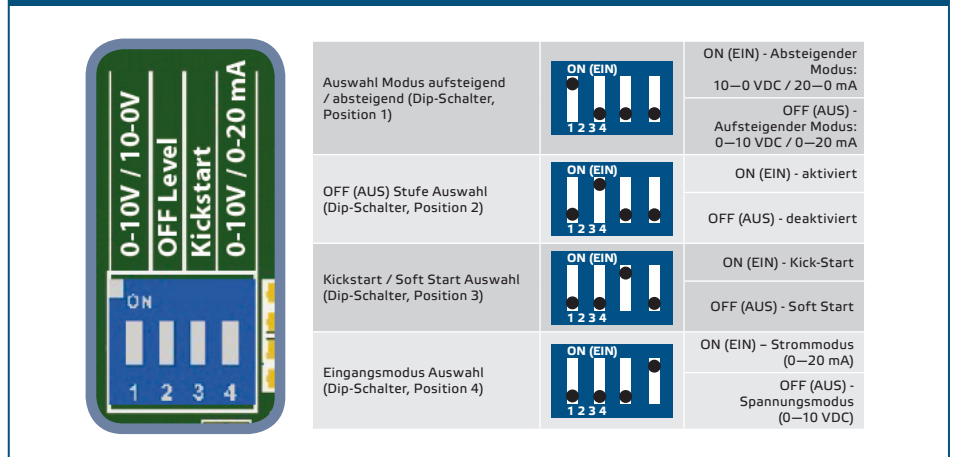 0-10V / 10-0V
OFF Level
Kickstart
0-10V / 0-20 mA
ON
1 2 3 4
Auswahl Modus aufsteigend
/ absteigend (Dip-Schalter,
Position 1)
ON (EIN)
1 2 3 4
ON (EIN) - Absteigender
Modus:
10—0 VDC / 20—0 mA
OFF (AUS) -
Aufsteigender Modus:
0—10 VDC / 0—20 mA
OFF (AUS) Stufe Auswahl
(Dip-Schalter, Position 2)
ON (EIN)
1 2 3 4
ON (EIN) - aktiviert
OFF (AUS) - deaktiviert
Kickstart / Soft Start Auswahl
(Dip-Schalter, Position 3)
ON (EIN)
1 2 3 4
ON (EIN) - Kick-Start
OFF (AUS) - Soft Start
Eingangsmodus Auswahl
(Dip-Schalter, Position 4)
ON (EIN)
1 2 3 4
ON (EIN) – Strommodus
(0—20 mA)
OFF (AUS) -
Spannungsmodus
(0—10 VDC)